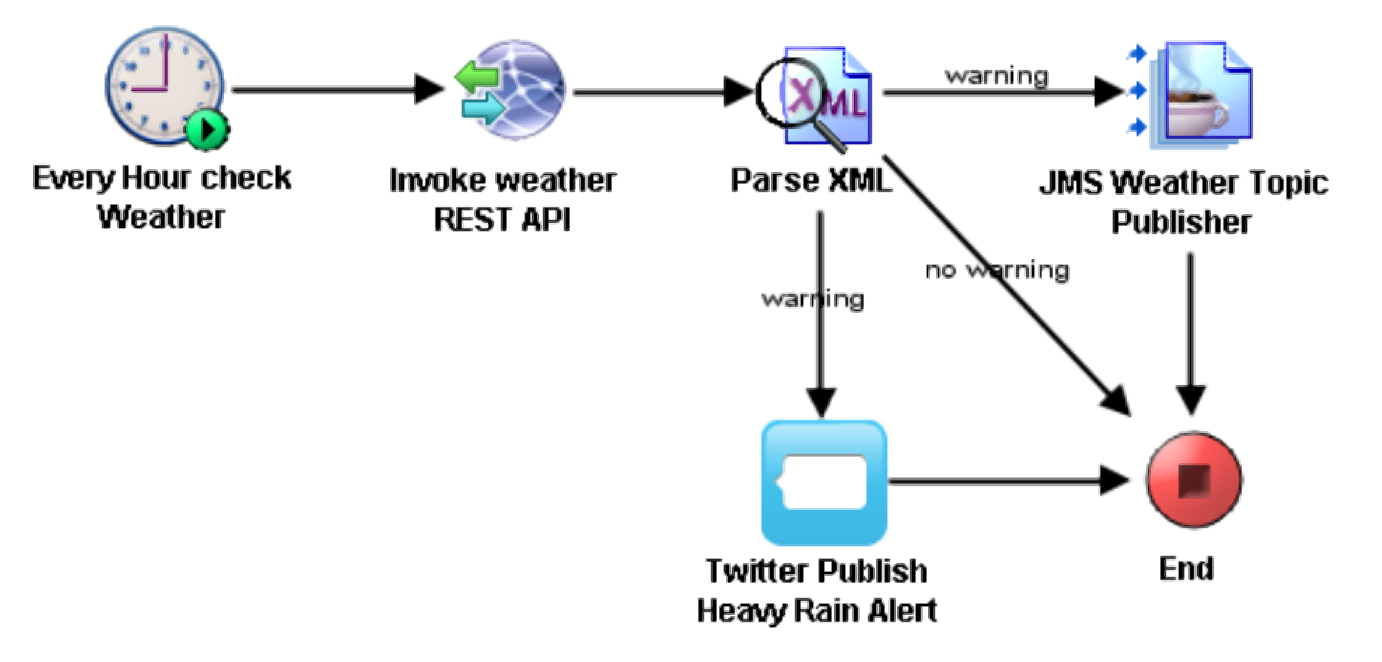 warning
XML
Every Hour check
Weather
Invoke weather
REST API
Parse XML
JMS Weather Topic
Publisher
no warning
warning
Twitter Publish
Heavy Rain Alert
End